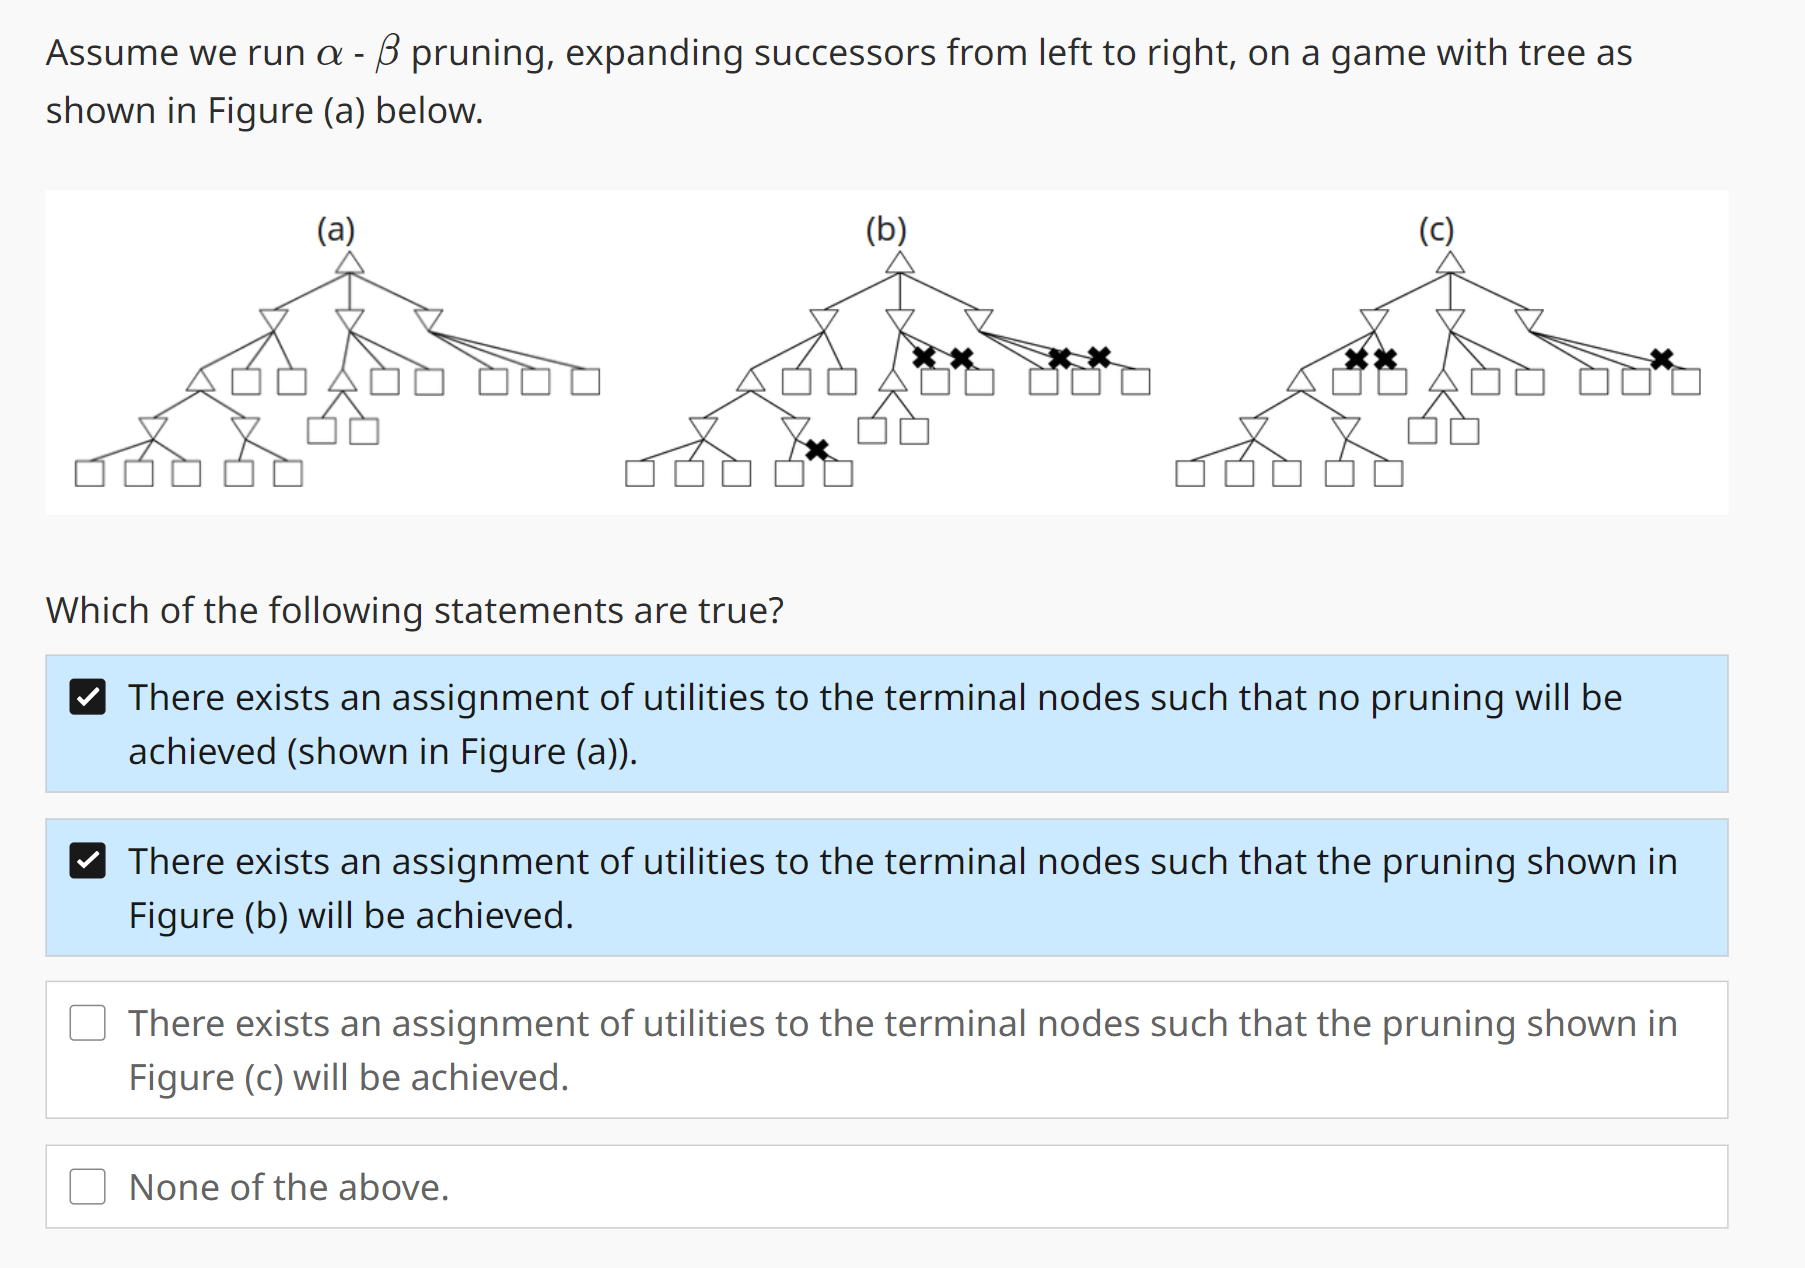 Assume we run α - β pruning, expanding successors from left to right, on a game with tree as
shown in Figure (a) below.
(a) (b) (c)
Which of the following statements are true?
There exists an assignment of utilities to the terminal nodes such that no pruning will be
achieved (shown in Figure (a)).
There exists an assignment of utilities to the terminal nodes such that the pruning shown in
Figure (b) will be achieved.
There exists an assignment of utilities to the terminal nodes such that the pruning shown in
Figure (c) will be achieved.
None of the above.